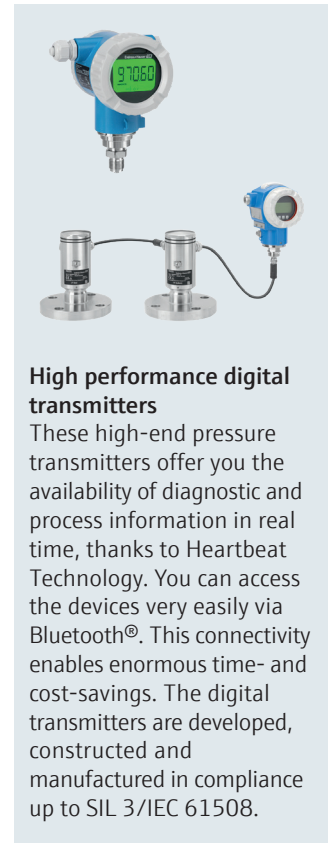 97060
High performance digital
transmitters
These high-end pressure
transmitters offer you the
availability of diagnostic and
process information in real
time, thanks to Heartbeat
Technology. You can access
the devices very easily via
Bluetooth®. This connectivity
enables enormous time- and
cost-savings. The digital
transmitters are developed,
constructed and
manufactured in compliance
up to SIL 3/IEC 61508.